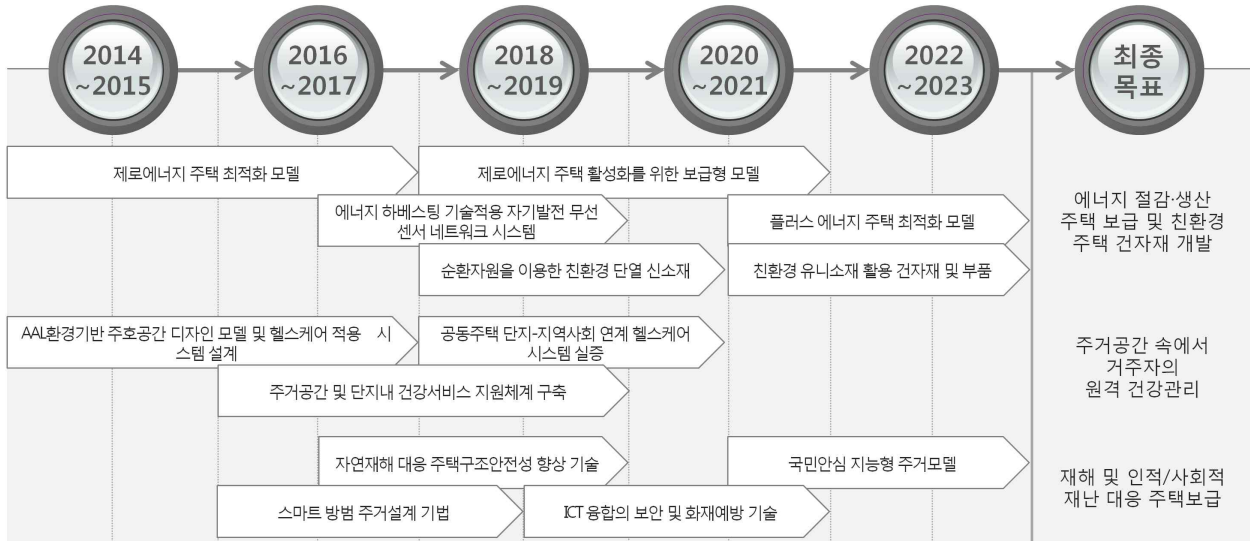 2014
~2015
2016
~2017
2018
~2019
2020
~2021
2022
~2023
최종
목표
제로에너지 주택 최적화 모델
제로에너지 주택 활성화를 위한 보급형 모델
에너지 하베스팅 기술적용 자기발전 무선
센서 네트워크 시스템
플러스 에너지 주택 최적화 모델
순환자원을 이용한 친환경 단열 신소재
친환경 유니소재 활용 건자재 및 부품
에너지 절감·생산
주택 보급 및 친환경
주택 건자재 개발
AAL환경기반 주호공간 디자인 모델 및 헬스케어 적용 시
스템 설계
공동주택 단지-지역사회 연계 헬스케어
시스템 실증
주거공간 및 단지내 건강서비스 지원체계 구축
주거공간 속에서
거주자의
원격 건강관리
자연재해 대응 주택구조안전성 향상 기술
국민안심 지능형 주거모델
스마트 방범 주거설계 기법
ICT 융합의 보안 및 화재예방 기술
재해 및 인적/사회적
재난 대응 주택보급